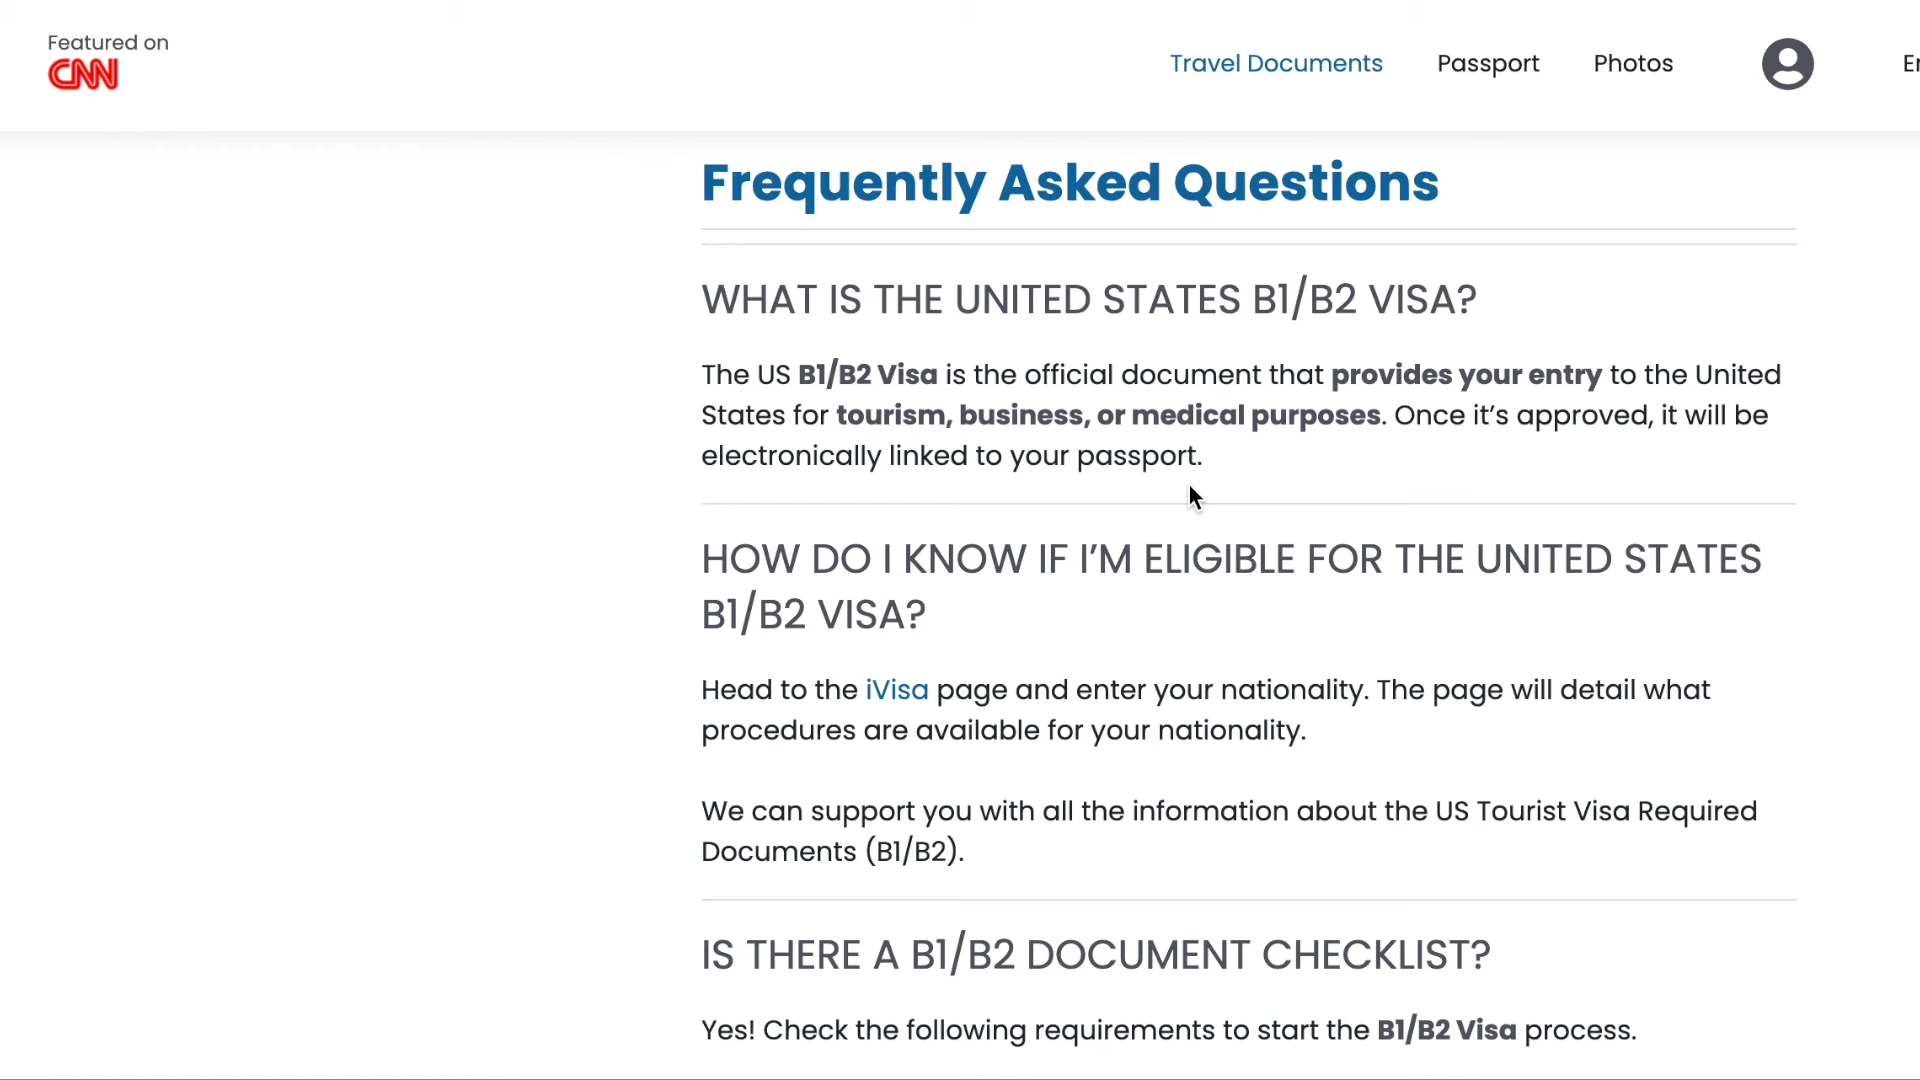 Featured on
CNN
Travel Documents
Passport
Photos
Frequently Asked Questions
WHAT IS THE UNITED STATES B1/B2 VISA?
The US B1/B2 Visa is the official document that provides your entry to the United
States for tourism, business, or medical purposes. Once it’s approved, it will be
electronically linked to your passport.
HOW DO I KNOW IF I’M ELIGIBLE FOR THE UNITED STATES
B1/B2 VISA?
Head to the iVisa page and enter your nationality. The page will detail what
procedures are available for your nationality.
We can support you with all the information about the US Tourist Visa Required
Documents (B1/B2).
IS THERE A B1/B2 DOCUMENT CHECKLIST?
Yes! Check the following requirements to start the B1/B2 Visa process.